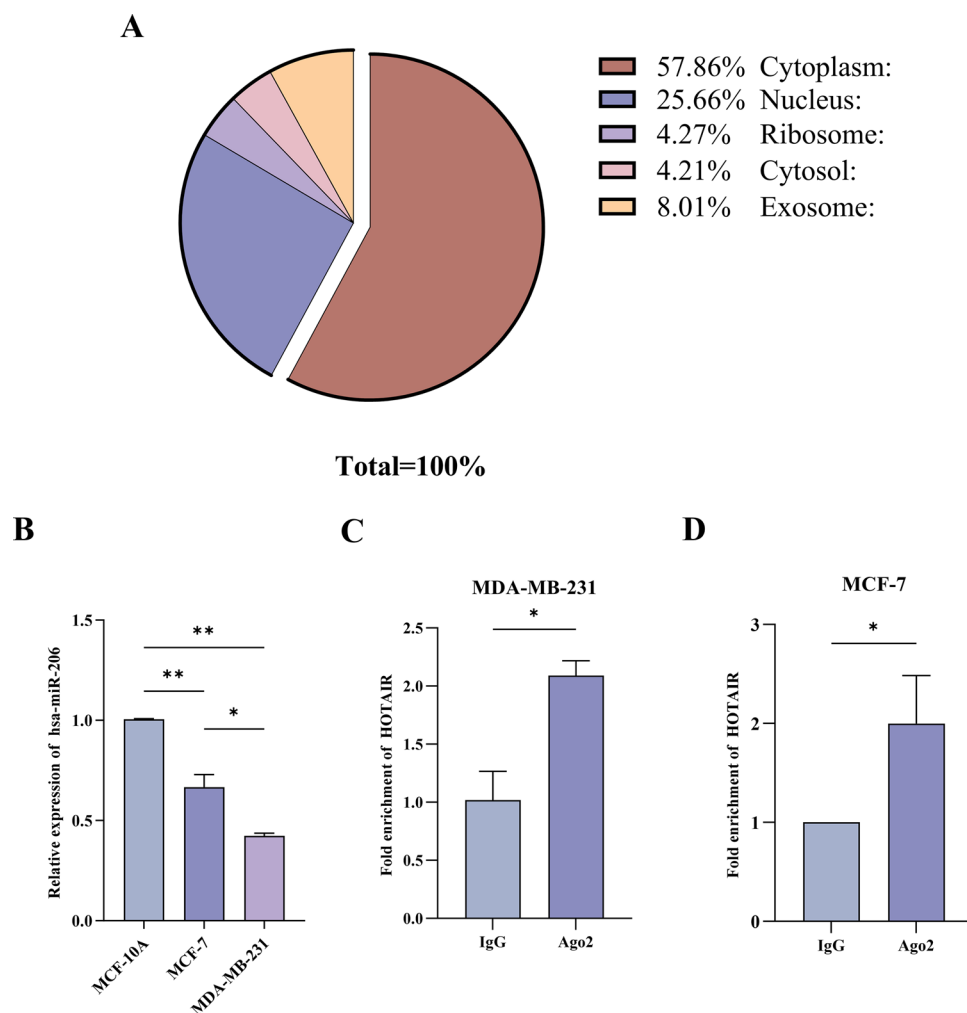 A
57.86% Cytoplasm:
25.66% Nucleus:
4.27% Ribosome:
4.21% Cytosol:
8.01% Exosome:
Total=100%
B
Relative expression of hsa-miR-206
1.5
1.0
0.5
0.0
**
**
*
MCF-10A
MCF-7
MDA-MB-231
C
MDA-MB-231
Fold enrichment of HOTAIR
2.5
2.0
1.5
1.0
0.5
0.0
*
IgG
Ago2
D
MCF-7
Fold enrichment of HOTAIR
3
2
1
0
*
IgG
Ago2